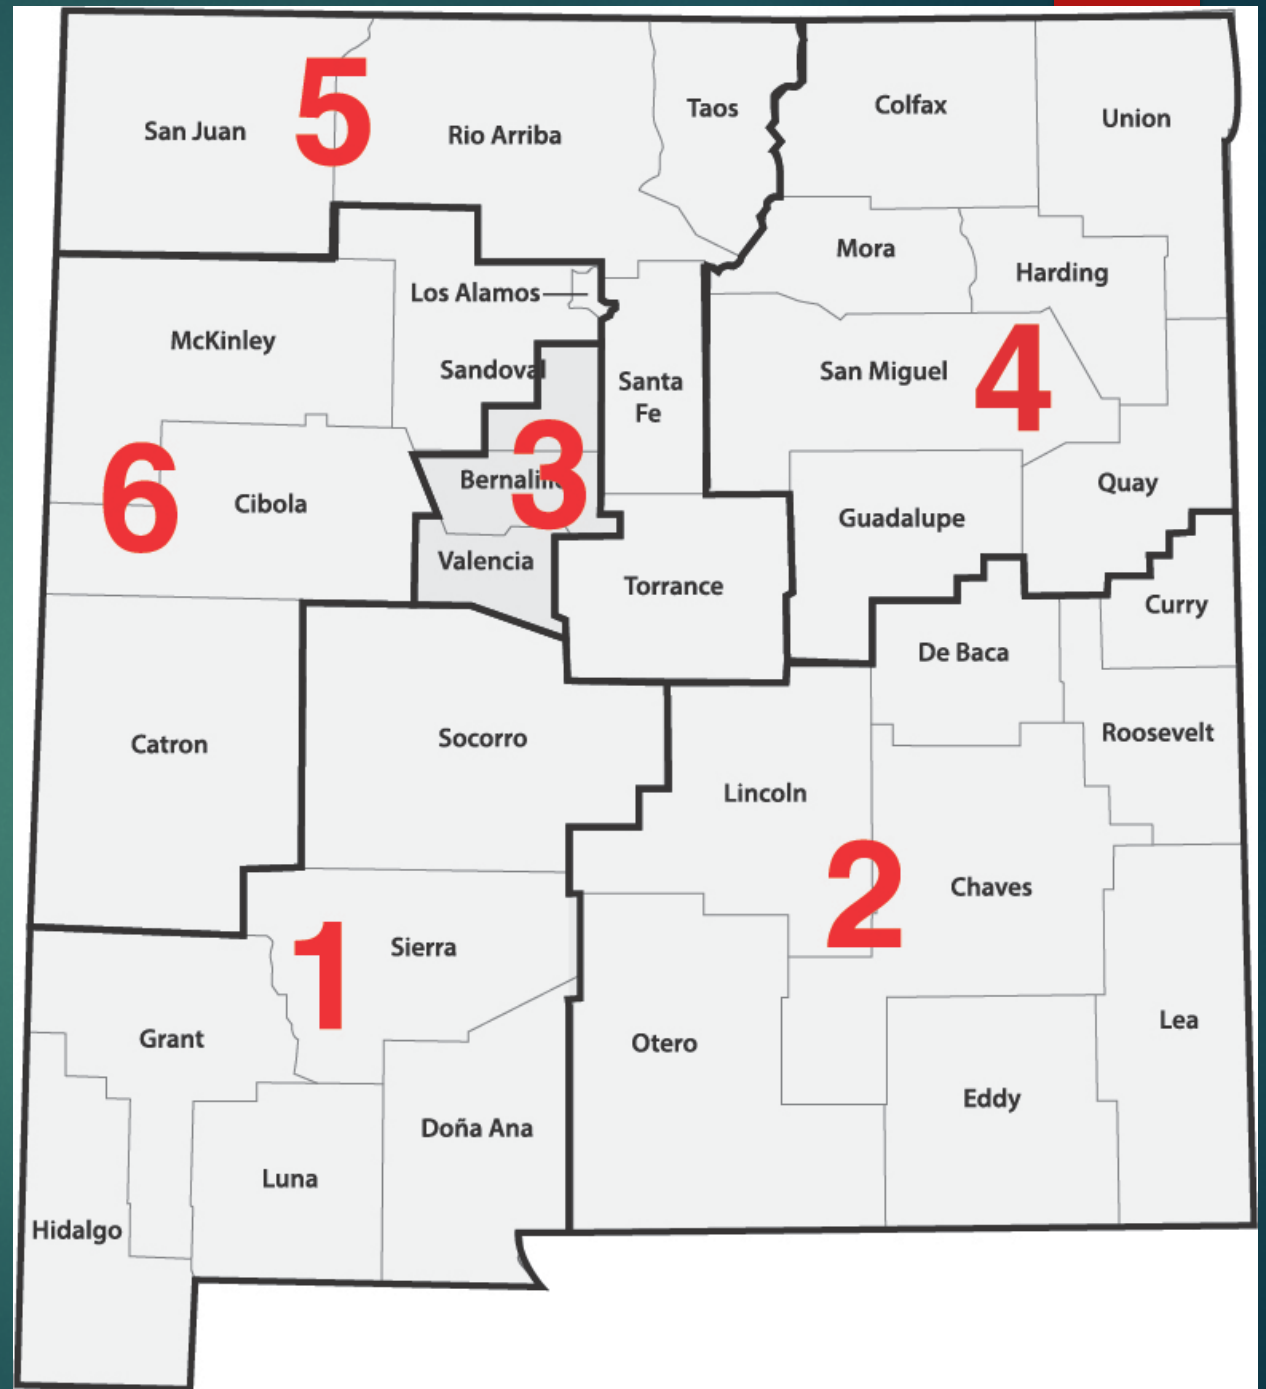 5
San Juan
Rio Arriba
Taos
Colfax
Union
Mora
Harding
Los Alamos
McKinley
Sandoval
Santa
Fe
San Miguel
4
6
3
Cibola
Quay
Guadalupe
Valencia
Torrance
Curry
De Baca
Catron
Socorro
Roosevelt
Lincoln
2
Chaves
1
Sierra
Grant
Otero
Lea
Eddy
Doña Ana
Luna
Hidalgo